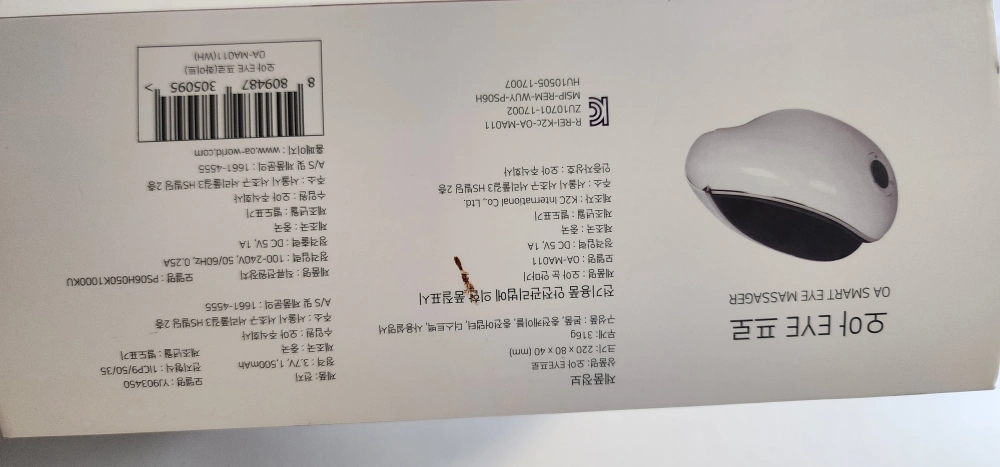 오아 EYE 프로
OA SMART EYE MASSAGER
제품정보
상품명: 오아 EYE프로
크기: 220 x 80 x 40 (mm)
무게: 316g
구성품 : 본품, 충전케이블, 충전어댑터, 더스트백, 사용설명서
전기용품 안전관리법에 의한 품질표시
제품명 : 오아 눈 안마기
모델명 : OA-MA011
정격입력 : DC 5V, 1A
제조국 : 중국
제조년월 : 별도표기
제조자 : K2C International Co., Ltd.
주소 : 서울시 서초구 서리풀길3 HS빌딩 2층
인증자상호 : 오아 주식회사
R-REI-K2c-OA-MA011
ZU10701-17002
MSIP-REM-WUY-PS06H
HU10505-17007
제품: 전지 모델명 : YJ903450
정격 : 3.7V, 1,500mAh 전지형식 : 1ICP9/50/35
제조국 : 중국 제조년월 : 별도표기
수입원 : 오아 주식회사
주소 : 서울시 서초구 서리풀길3 HS빌딩 2층
A/S 및 제품문의 : 1661-4555
제품명 : 직류전원장치 모델명 : PS06H050K1000KU
정격입력 : 100-240V, 50/60Hz, 0.25A
정격출력 : DC 5V, 1A
제조국 : 중국
제조년월 : 별도표기
수입원 : 오아 주식회사
주소 : 서울시 서초구 서리풀길3 HS빌딩 2층
A/S 및 제품문의 : 1661-4555
홈페이지 : www.oa-world.com
8 809487 305095 >
오아 EYE 프로(화이트)
OA-MA011(WH)